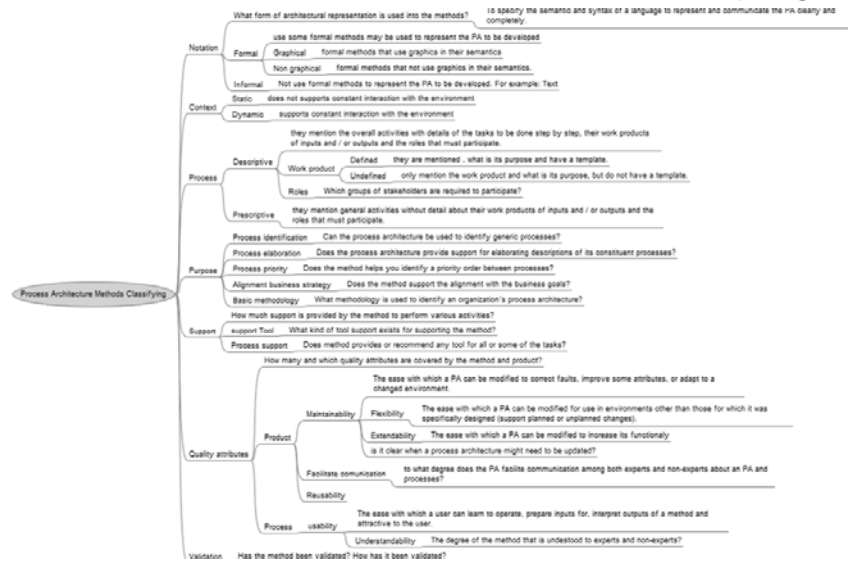 What form of architectural representation is used into the methods?
To specify the semantic and syntax of a language to represent and communicate the PA clearly and
completely.
Notation
Formal
use some formal methods may be used to represent the PA to be developed
Graphical formal methods that use graphics in their semantics
Non graphical formal methods that not use graphics in their semantics.
Informal Not use formal methods to represent the PA to be developed. For example: Text
Context
Static does not supports constant interaction with the environment
Dynamic supports constant interaction with the environment
Process
Descriptive
they mention the overall activities with details of the tasks to be done step by step, their work products
of inputs and / or outputs and the roles that must participate.
Work product
Defined they are mentioned , what is its purpose and have a template.
Undefined only mention the work product and what is its purpose, but do not have a template.
Roles Which groups of stakeholders are required to participate?
Prescriptive
they mention general activities without detail about their work products of inputs and / or outputs and the
roles that must participate.
Process Architecture Methods Classifying
Purpose
Process identification Can the process architecture be used to identify generic processes?
Process elaboration Does the process architecture provide support for elaborating descriptions of its constituent processes?
Process priority Does the method helps you identify a priority order between processes?
Alignment business strategy Does the method support the alignment with the business goals?
Basic methodology What methodology is used to identify an organization´s process architecture?
Support
How much support is provided by the method to perform various activities?
support Tool What kind of tool support exists for supporting the method?
Process support Does method provides or recommend any tool for all or some of the tasks?
Quality attributes
How many and which quality attributes are covered by the method and product?
Product
Maintainability
The ease with which a PA can be modified to correct faults, improve some attributes, or adapt to a
changed environment.
Flexibility
The ease with which a PA can be modified for use in environments other than those for which it was
specifically designed (support planned or unplanned changes).
Extendability The ease with which a PA can be modified to increase its functionaly
is it clear when a process architecture might need to be updated?
Facilitate comunication
to what degree does the PA facilite communication among both experts and non-experts about an PA and
processes?
Reusability
Process
usability
The ease with which a user can learn to operate, prepare inputs for, interpret outputs of a method and
attractive to the user.
Understandability The degree of the method that is undestood to experts and non-experts?
Validation Has the method been validated? How has it been validated?